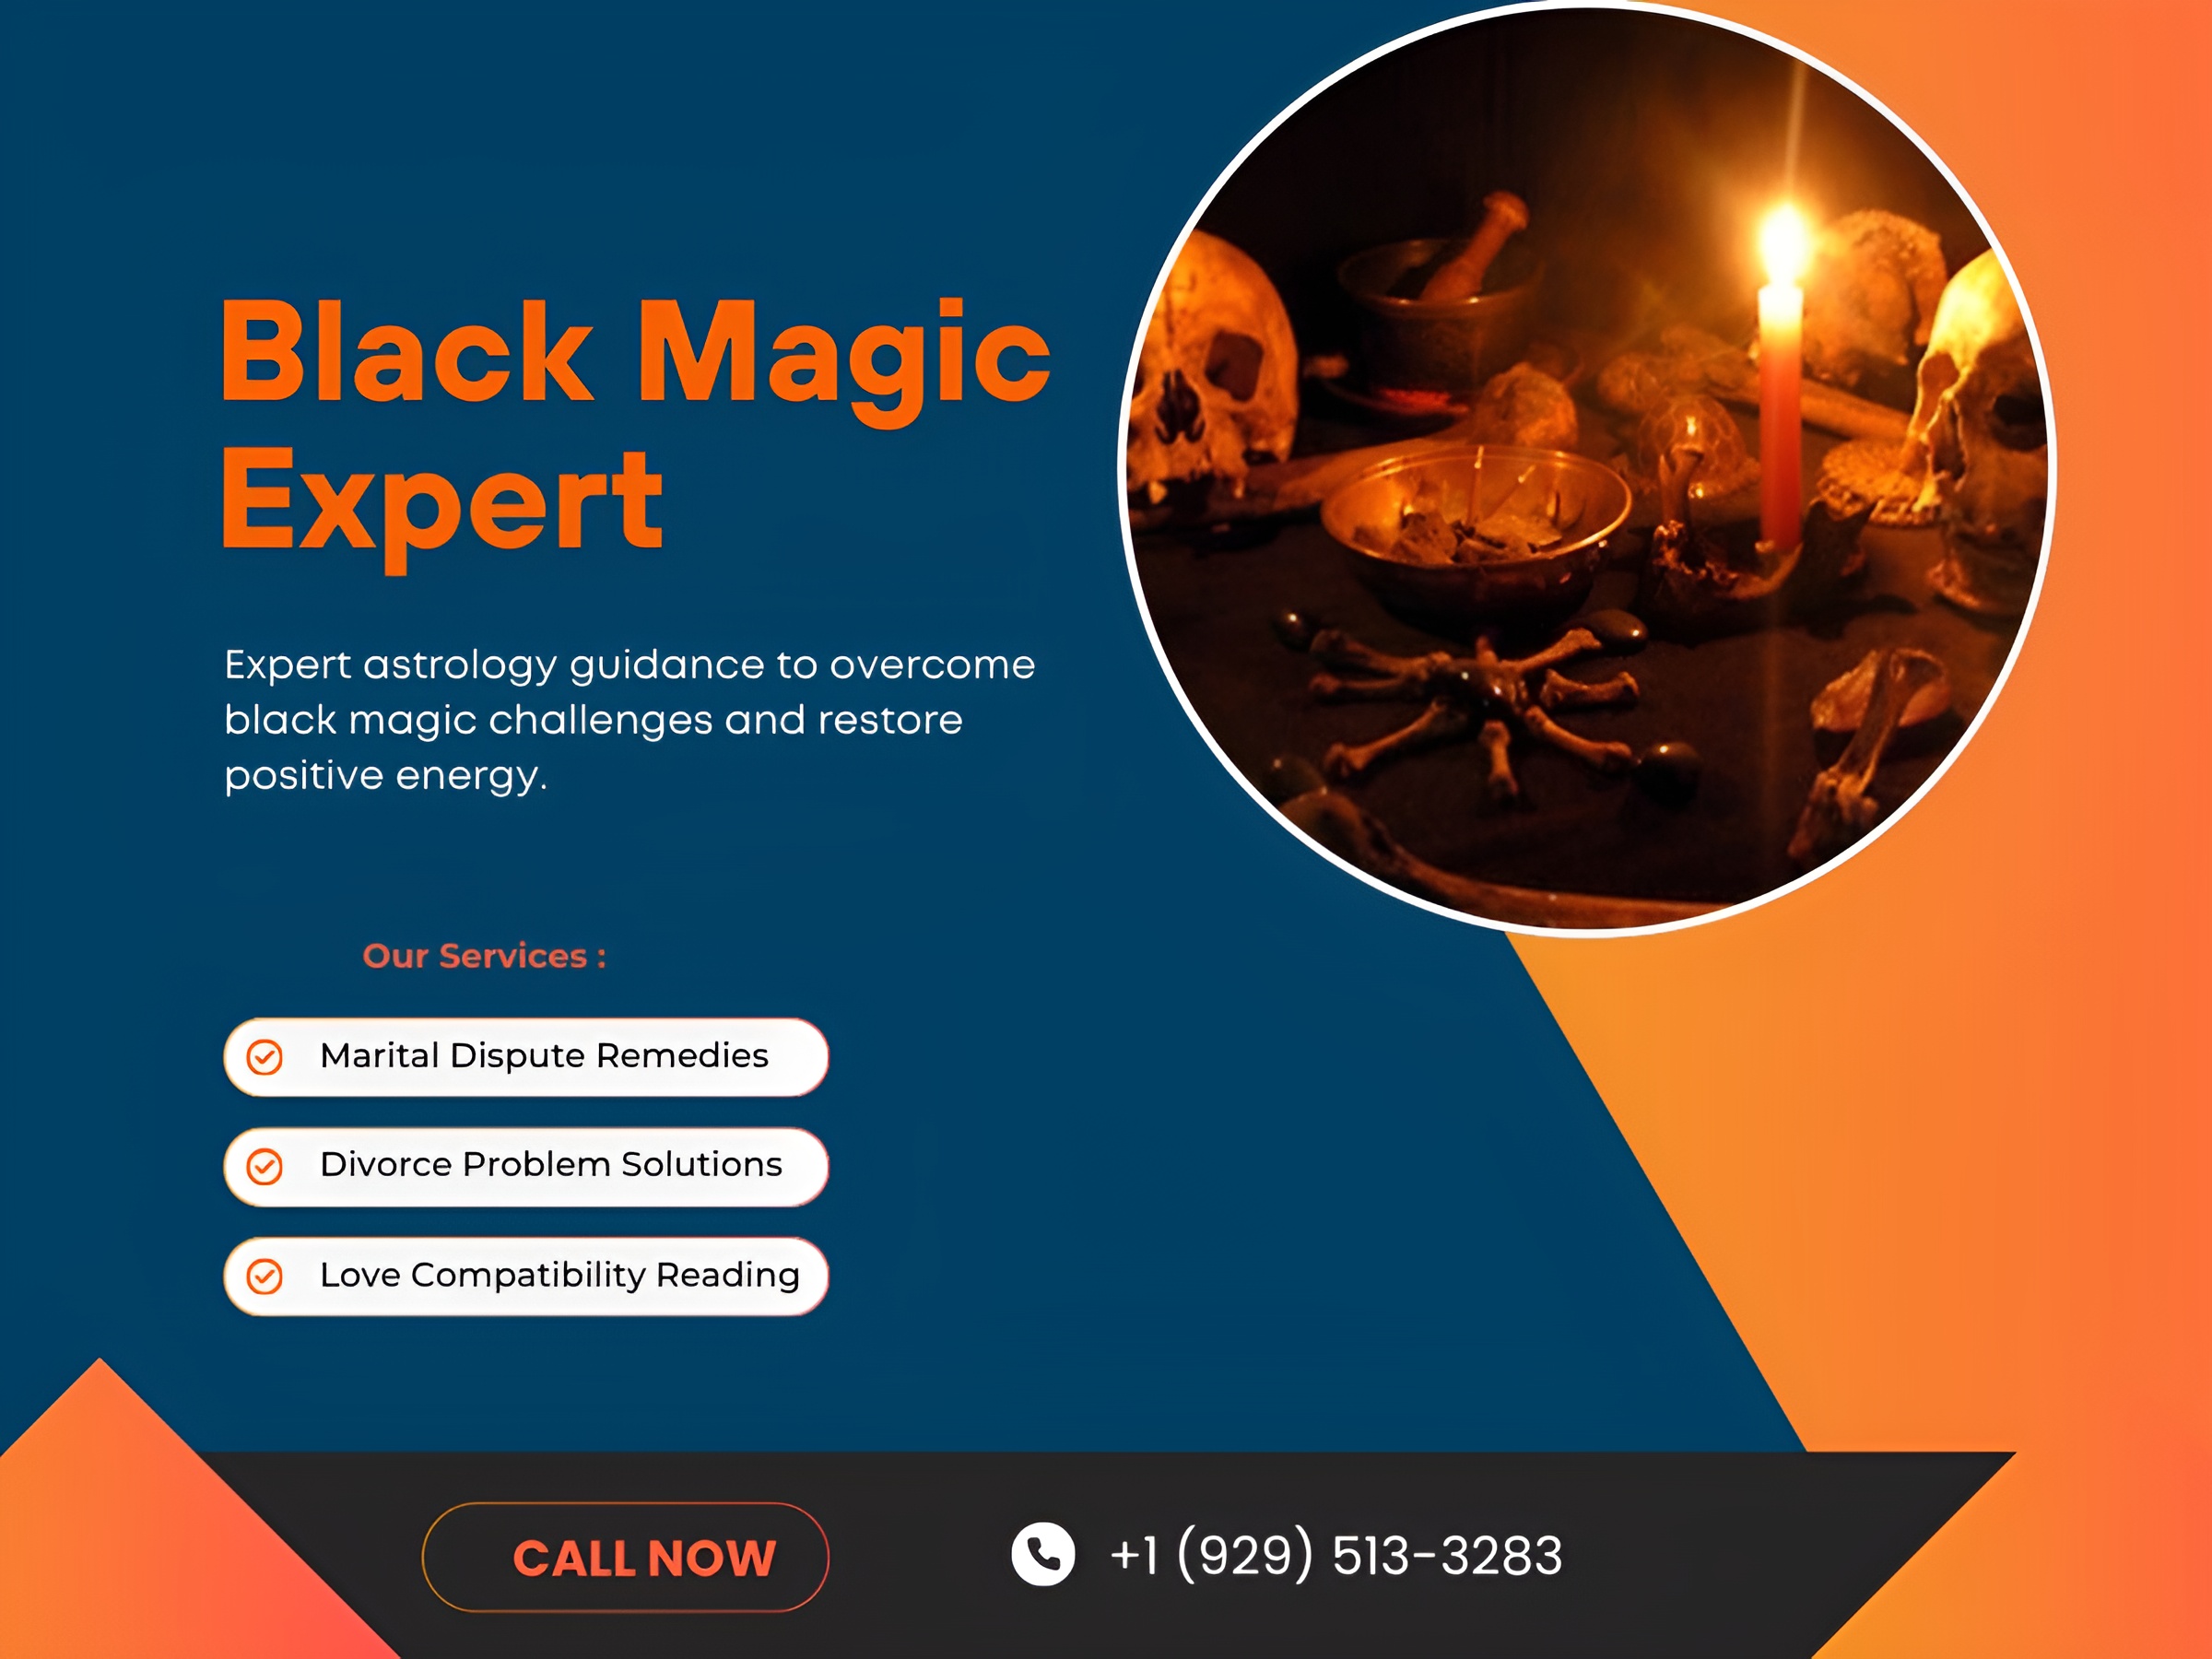 Black Magic
Expert
Expert astrology guidance to overcome
black magic challenges and restore
positive energy.
Our Services :
Marital Dispute Remedies
Divorce Problem Solutions
Love Compatibility Reading
CALL NOW
+1 (929) 513-3283